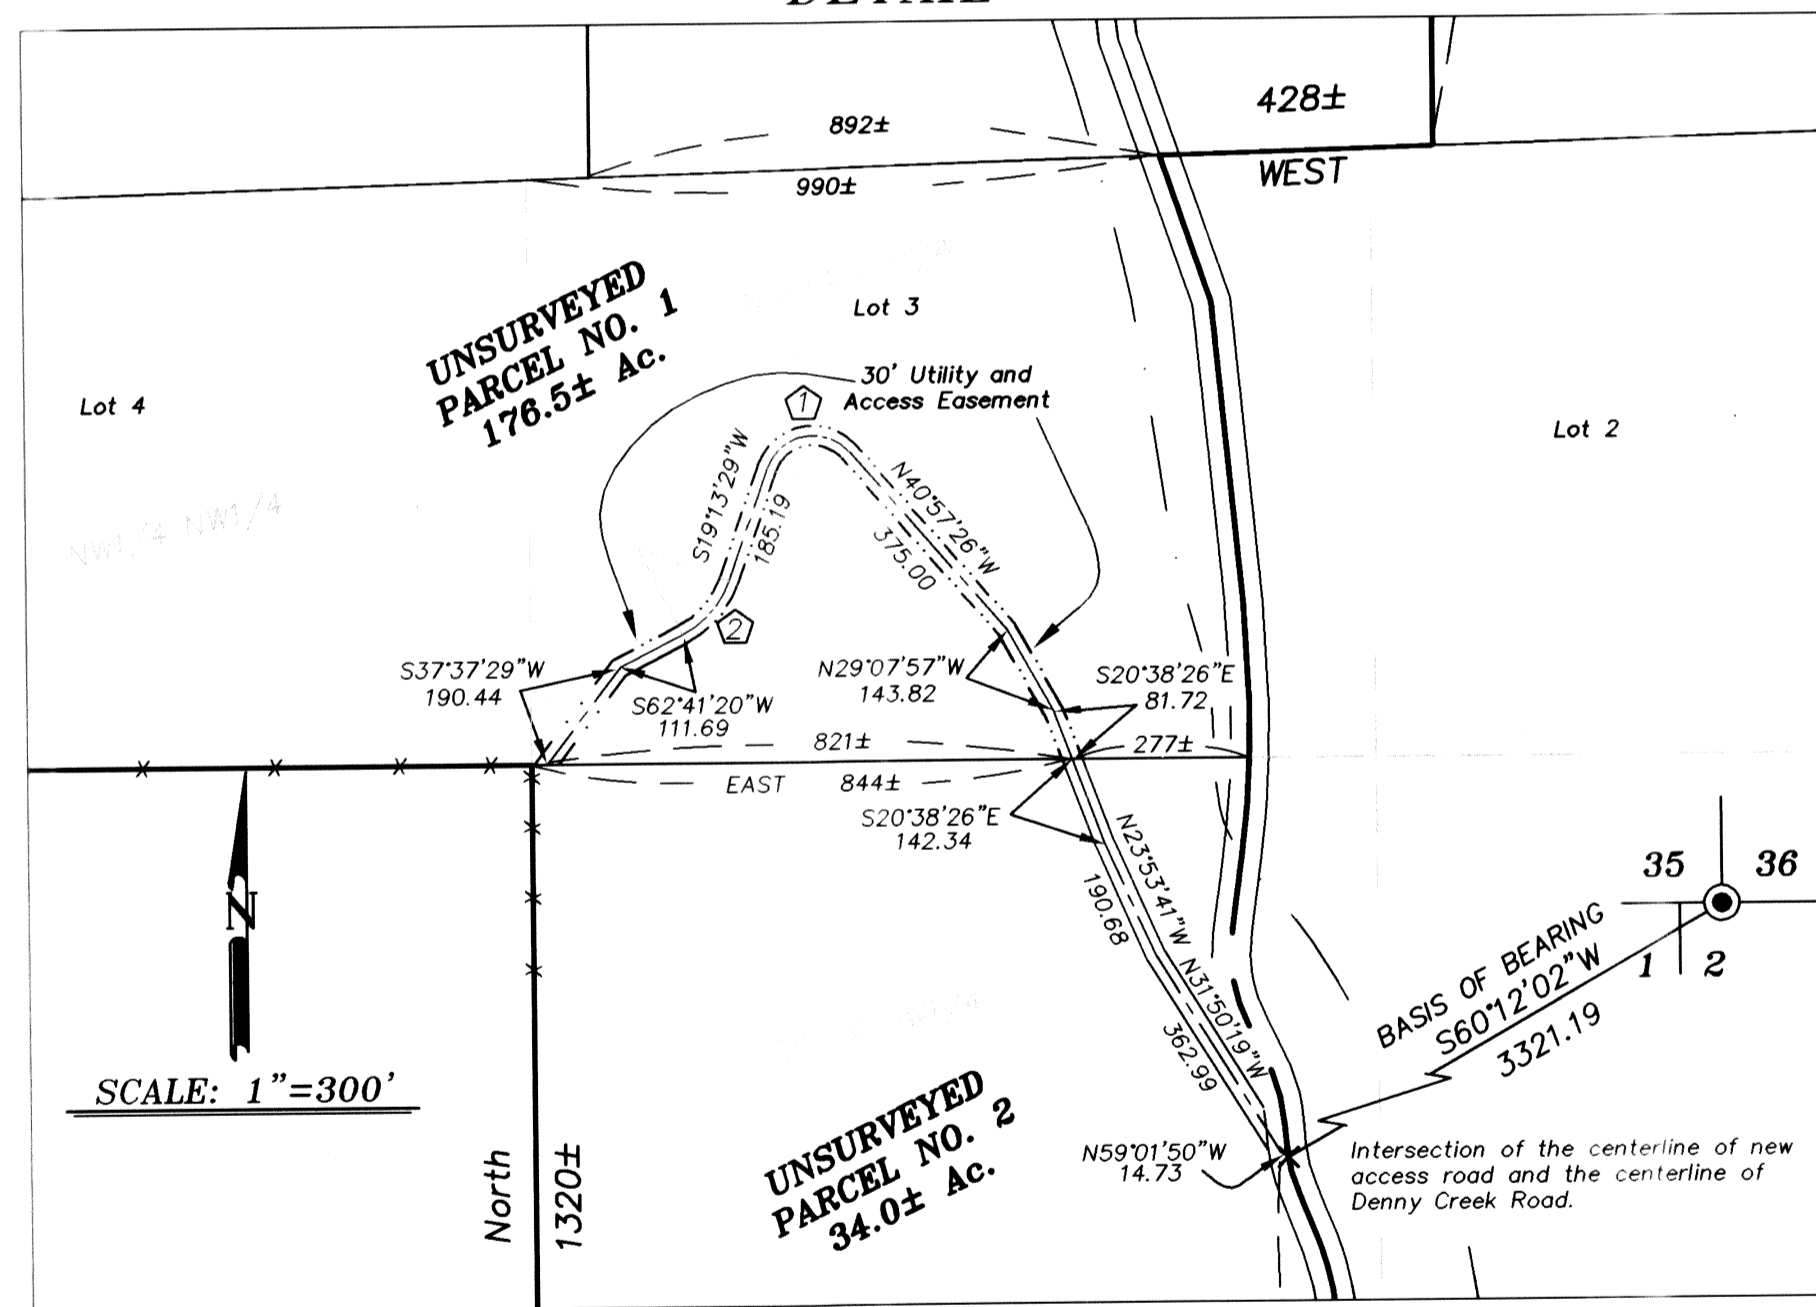 DETAIL
428±
892±
WEST
990±
UNSURVEYED
PARCEL NO. 1
176.5± Ac.
Lot 3
30' Utility and
Access Easement
Lot 4
Lot 2
1
S19°13'29"W
185.19
N40°57'26"W
375.00
NW1/4 NW1/4
2
S37°37'29"W
190.44
S62°41'20"W
111.69
N29°07'57"W
143.82
S20°38'26"E
81.72
821±
277±
EAST 844±
S20°38'26"E
142.34
N23°53'41"W
190.68
N
35 36
1 2
BASIS OF BEARING
S60°12'02"W
3321.19
N31°50'19"W
362.99
SCALE: 1"=300'
North
1320±
UNSURVEYED
PARCEL NO. 2
34.0± Ac.
N59°01'50"W
14.73
Intersection of the centerline of new
access road and the centerline of
Denny Creek Road.